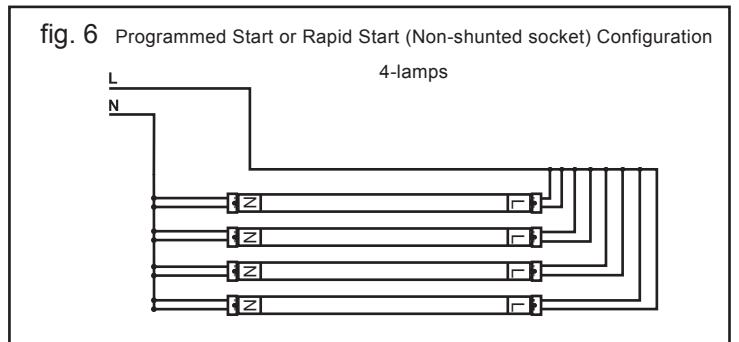 fig. 6 Programmed Start or Rapid Start (Non-shunted socket) Configuration
4-lamps
L
N
N L
N L
N L
N L